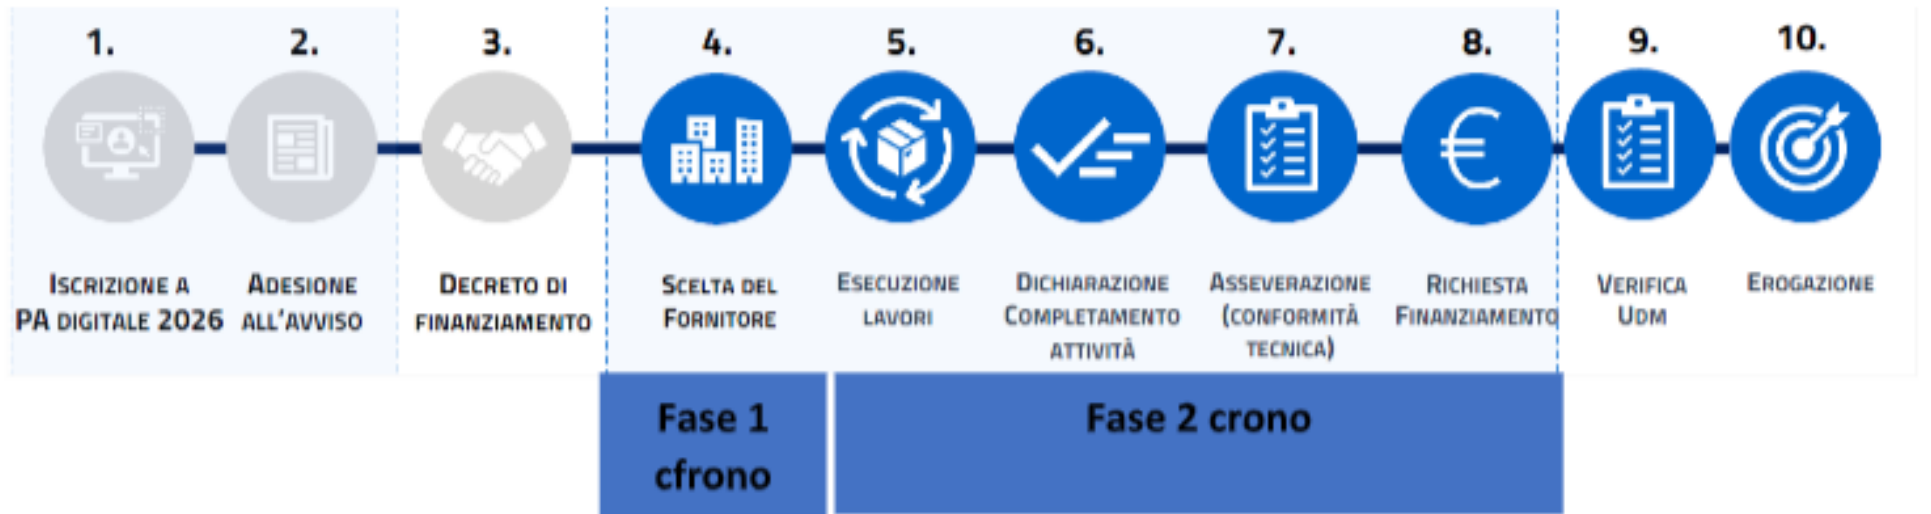 1.
2.
3.
4.
5.
6.
7.
8.
9.
10.
ISCRIZIONE A
PA DIGITALE 2026
ADESIONE
ALL'AVVISO
DECRETO DI
FINANZIAMENTO
SCELTA DEL
FORNITORE
ESECUZIONE
LAVORI
DICHIARAZIONE
COMPLETAMENTO
ATTIVITÀ
ASSEVERAZIONE
(CONFORMITÀ
TECNICA)
RICHIESTA
FINANZIAMENTO
VERIFICA
UDM
EROGAZIONE
Fase 1
cfrono
Fase 2 crono